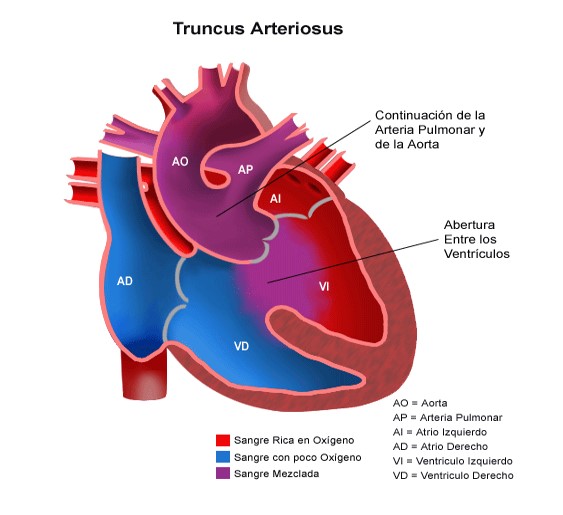 Truncus Arteriosus
Continuación de la
Arteria Pulmonar y
de la Aorta
AO
AP
AI
Abertura
Entre los
Ventrículos
AD
VI
VD
AO = Aorta
AP = Arteria Pulmonar
AI = Atrio Izquierdo
AD = Atrio Derecho
VI = Ventriculo Izquierdo
VD = Ventriculo Derecho
Sangre Rica en Oxígeno
Sangre con poco Oxígeno
Sangre Mezclada